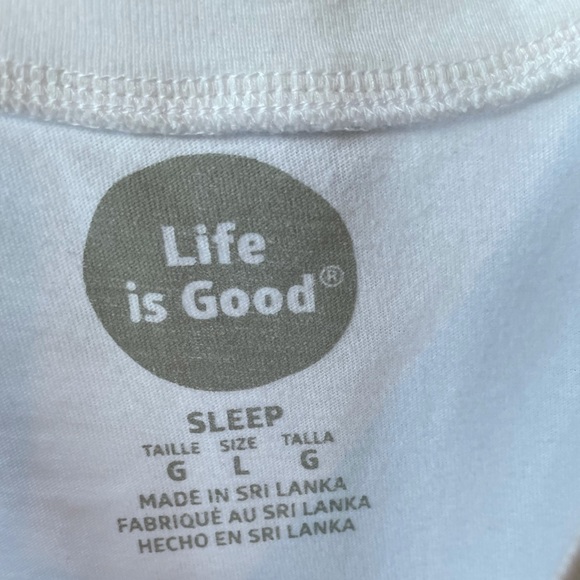 Life
is Good®
SLEEP
TAILLE SIZE TALLA
G L G
MADE IN SRI LANKA
FABRIQUÉ AU SRI LANKA
HECHO EN SRI LANKA